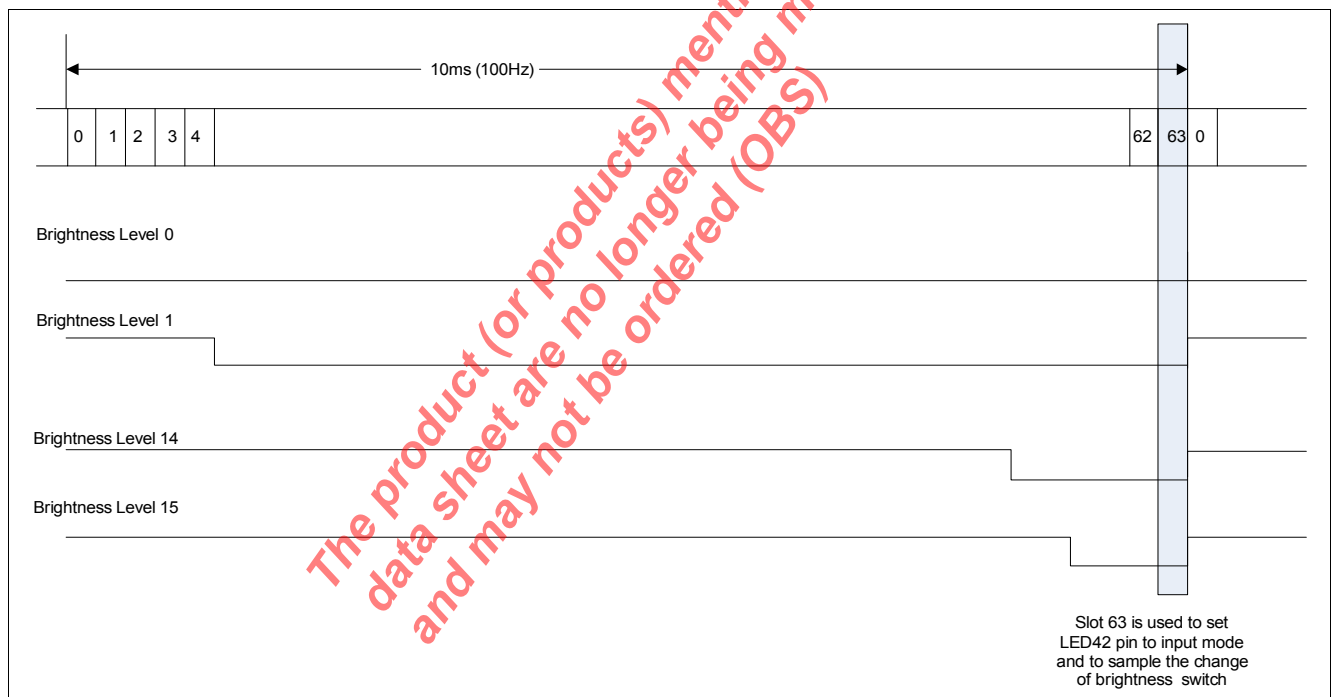 10ms (100Hz)
0 1 2 3 4 62 63 0
Brightness Level 0
Brightness Level 1
Brightness Level 14
Brightness Level 15
Slot 63 is used to set
LED42 pin to input mode
and to sample the change
of brightness switch
The product (or products)
data sheet are no longer being
and may not be ordered (OBS)